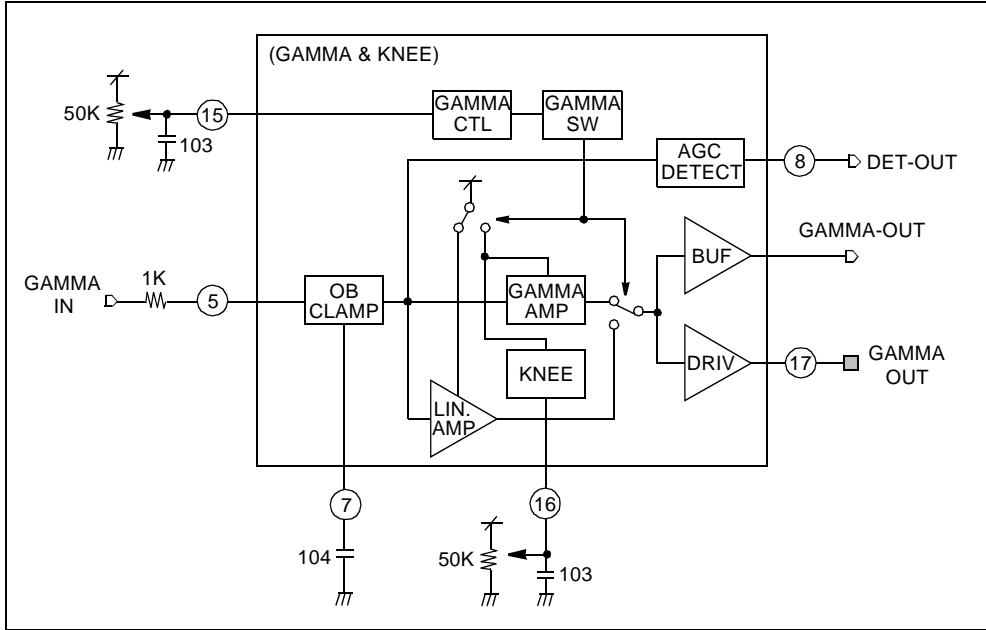 (GAMMA & KNEE)
50K
15
103
GAMMA
CTL
GAMMA
SW
AGC
DETECT
8
DET-OUT
GAMMA-OUT
BUF
GAMMA
IN
1K
5
OB
CLAMP
GAMMA
AMP
KNEE
DRIV
17
GAMMA
OUT
LIN.
AMP
7
16
104
50K
103